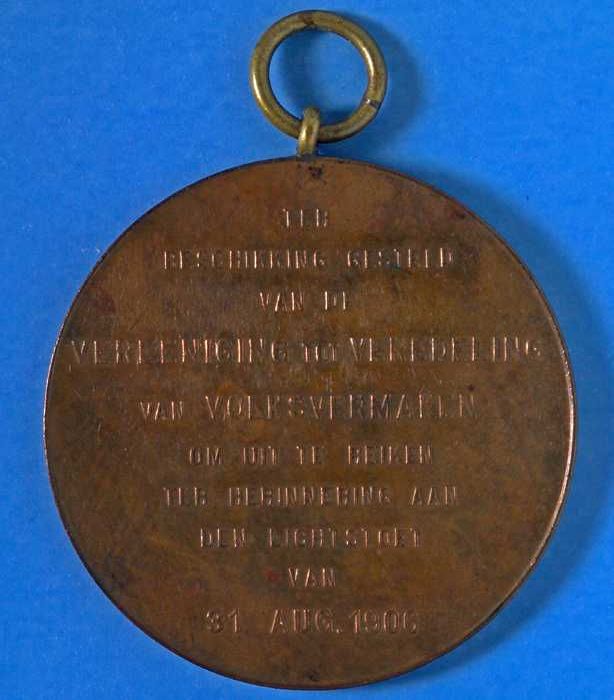 TER
BESCHIKKING GESTELD
VAN DE
VEREENIGING TOT VEREDELING
VAN VOLKSVERMAKEN
OM UIT TE REIKEN
TER HERINNERING AAN
DEN LICHTSTOET
VAN
31 AUG. 1906